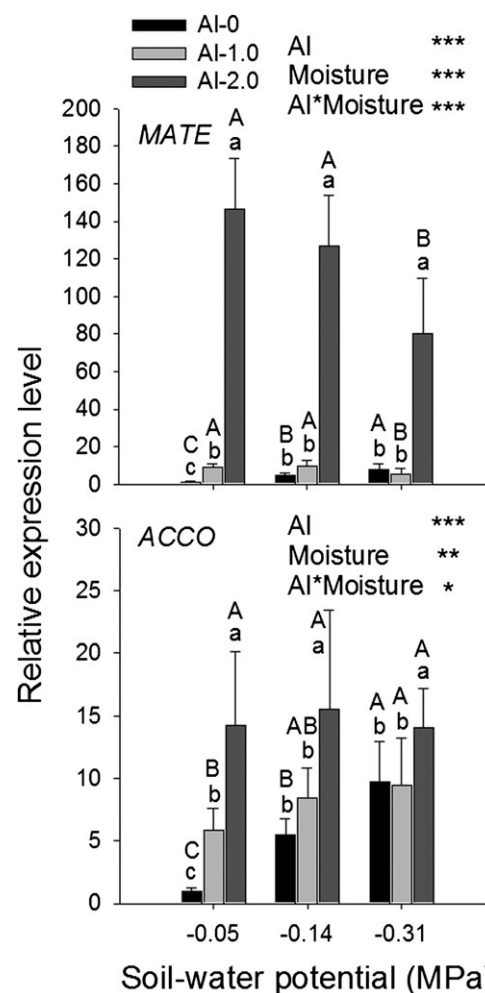 Al-0
Al-1.0
Al-2.0
Al ***
Moisture ***
Al*Moisture ***
Relative expression level
200
180
160
140
120
100
80
60
40
20
0
MATE
C
c
A
b
A
a
B
b
A
b
A
a
A
b
B
b
B
a
30
25
20
15
10
5
0
ACCO
Al ***
Moisture **
Al*Moisture *
C
c
B
b
A
a
B
b
AB
b
A
a
A
b
A
b
A
a
-0.05 -0.14 -0.31
Soil-water potential (MPa)